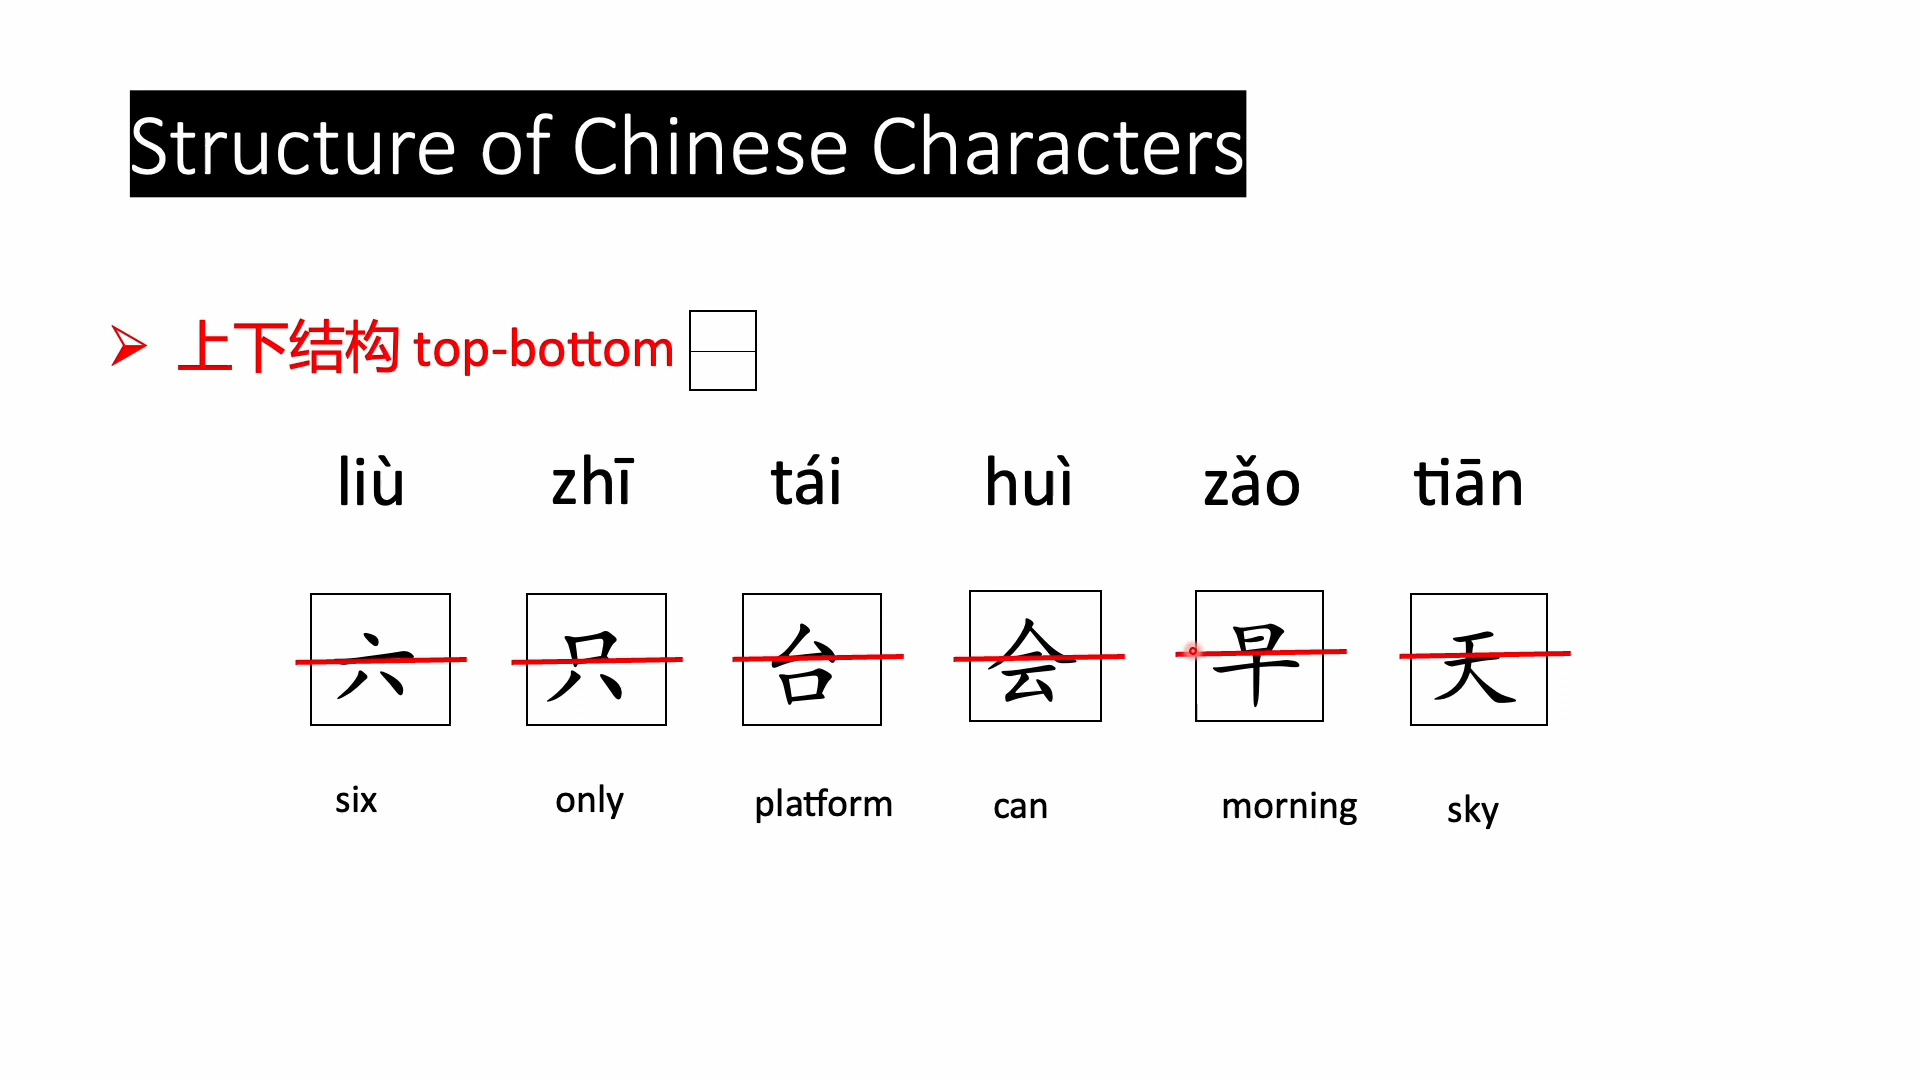 Structure of Chinese Characters
上下结构 top-bottom
liù zhī tái huì zǎo tiān
六 只 台 会 早 天
six only platform can morning sky